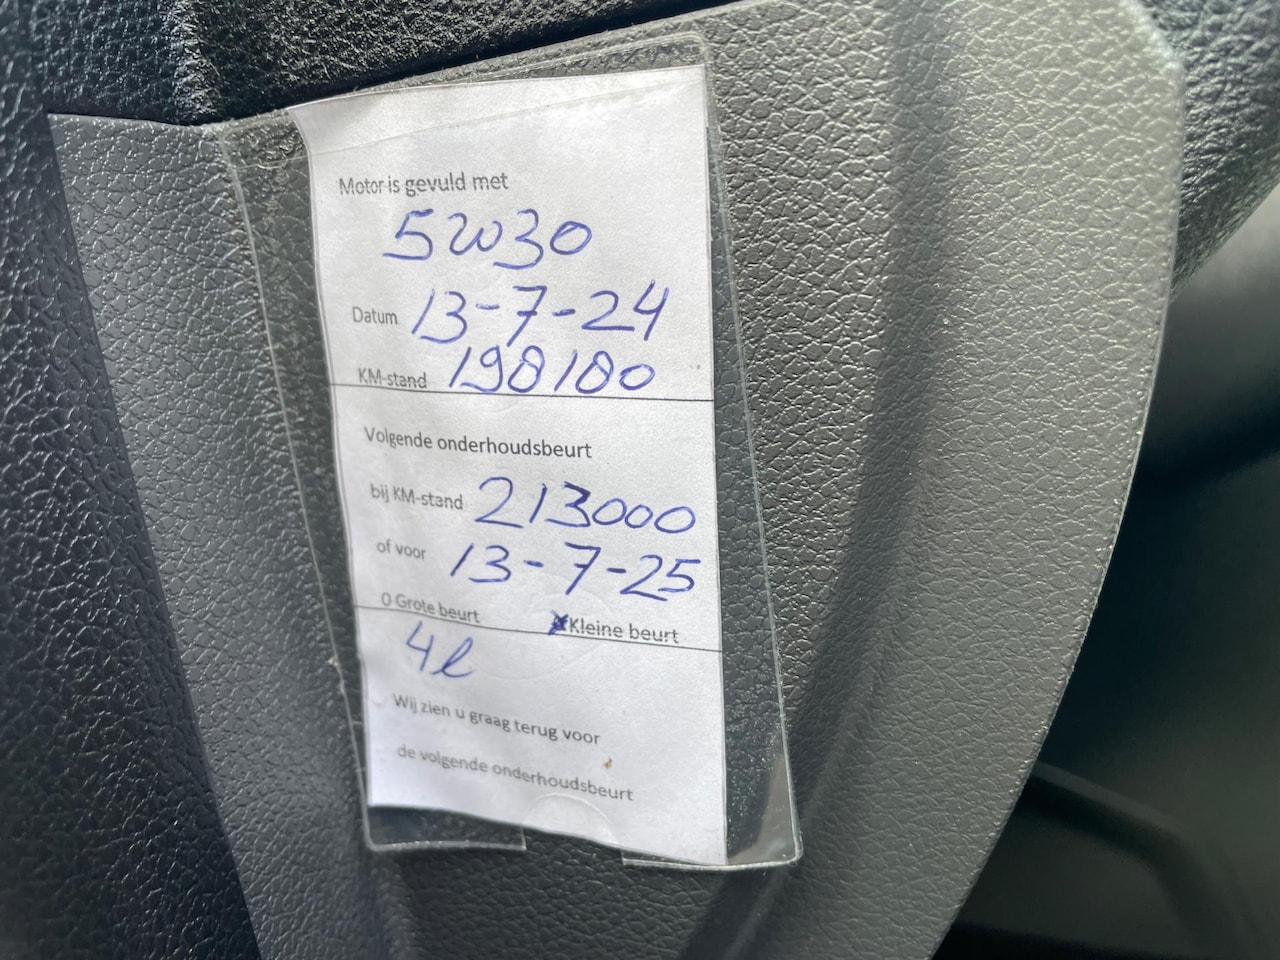 Motor is gevuld met
5w30
Datum 13-7-24
KM-stand 198100
Volgende onderhoudsbeurt
bij KM-stand 213000
of voor 13-7-25
O Grote beurt X Kleine beurt
4l
Wij zien u graag terug voor
de volgende onderhoudsbeurt